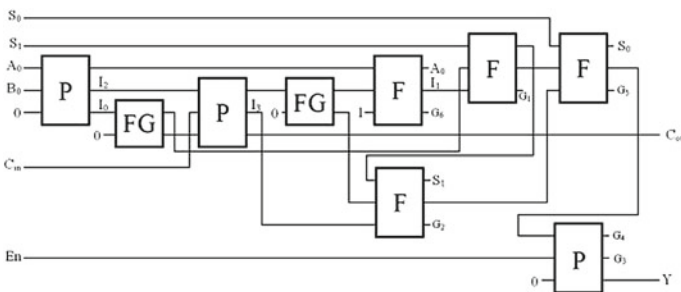 S₀
S₁
A₀
B₀
0
P
I₂
I₀
0
FG
P
I₃
0
FG
F
A₀
I₁
I
G₆
F
G₁
F
S₀
G₅
Cₒ
Cᵢₙ
F
S₁
G₂
En
P
G₄
G₃
0
Y